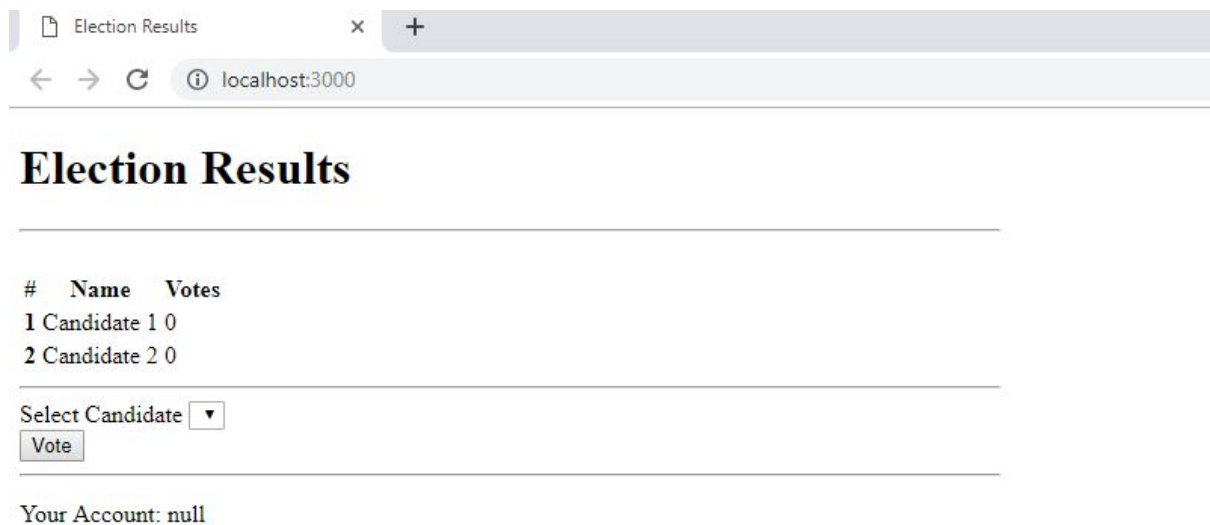 Election Results
localhost:3000
Election Results
# Name Votes
1 Candidate 1 0
2 Candidate 2 0
Select Candidate
Vote
Your Account: null